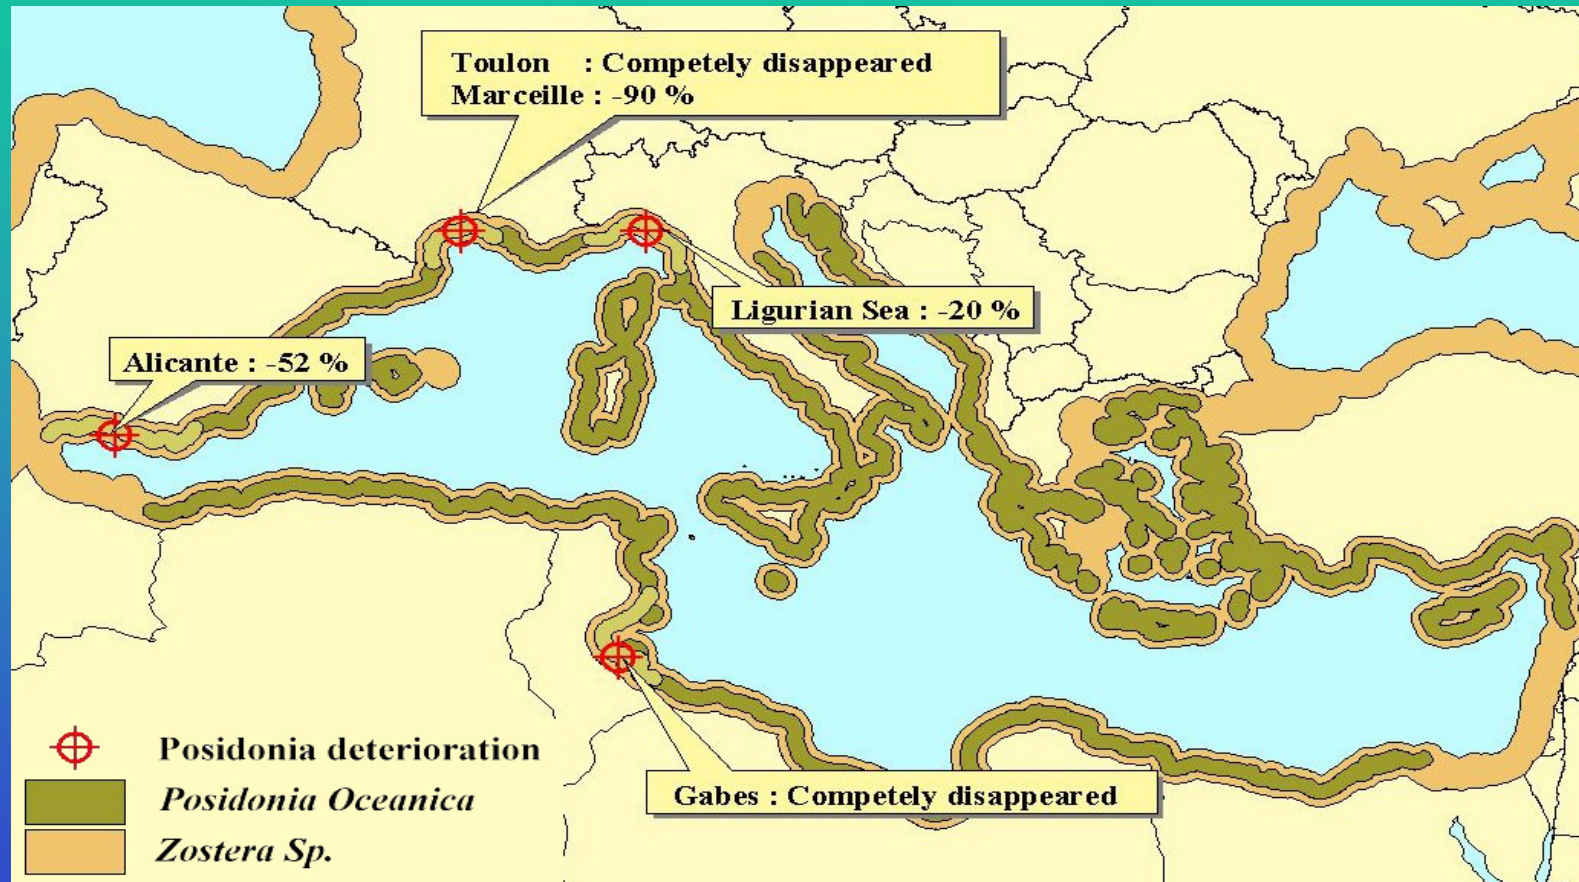 Toulon : Competely disappeared
Marceille : -90 %
Ligurian Sea : -20 %
Alicante : -52 %
Gabes : Competely disappeared
Posidonia deterioration
Posidonia Oceanica
Zostera Sp.